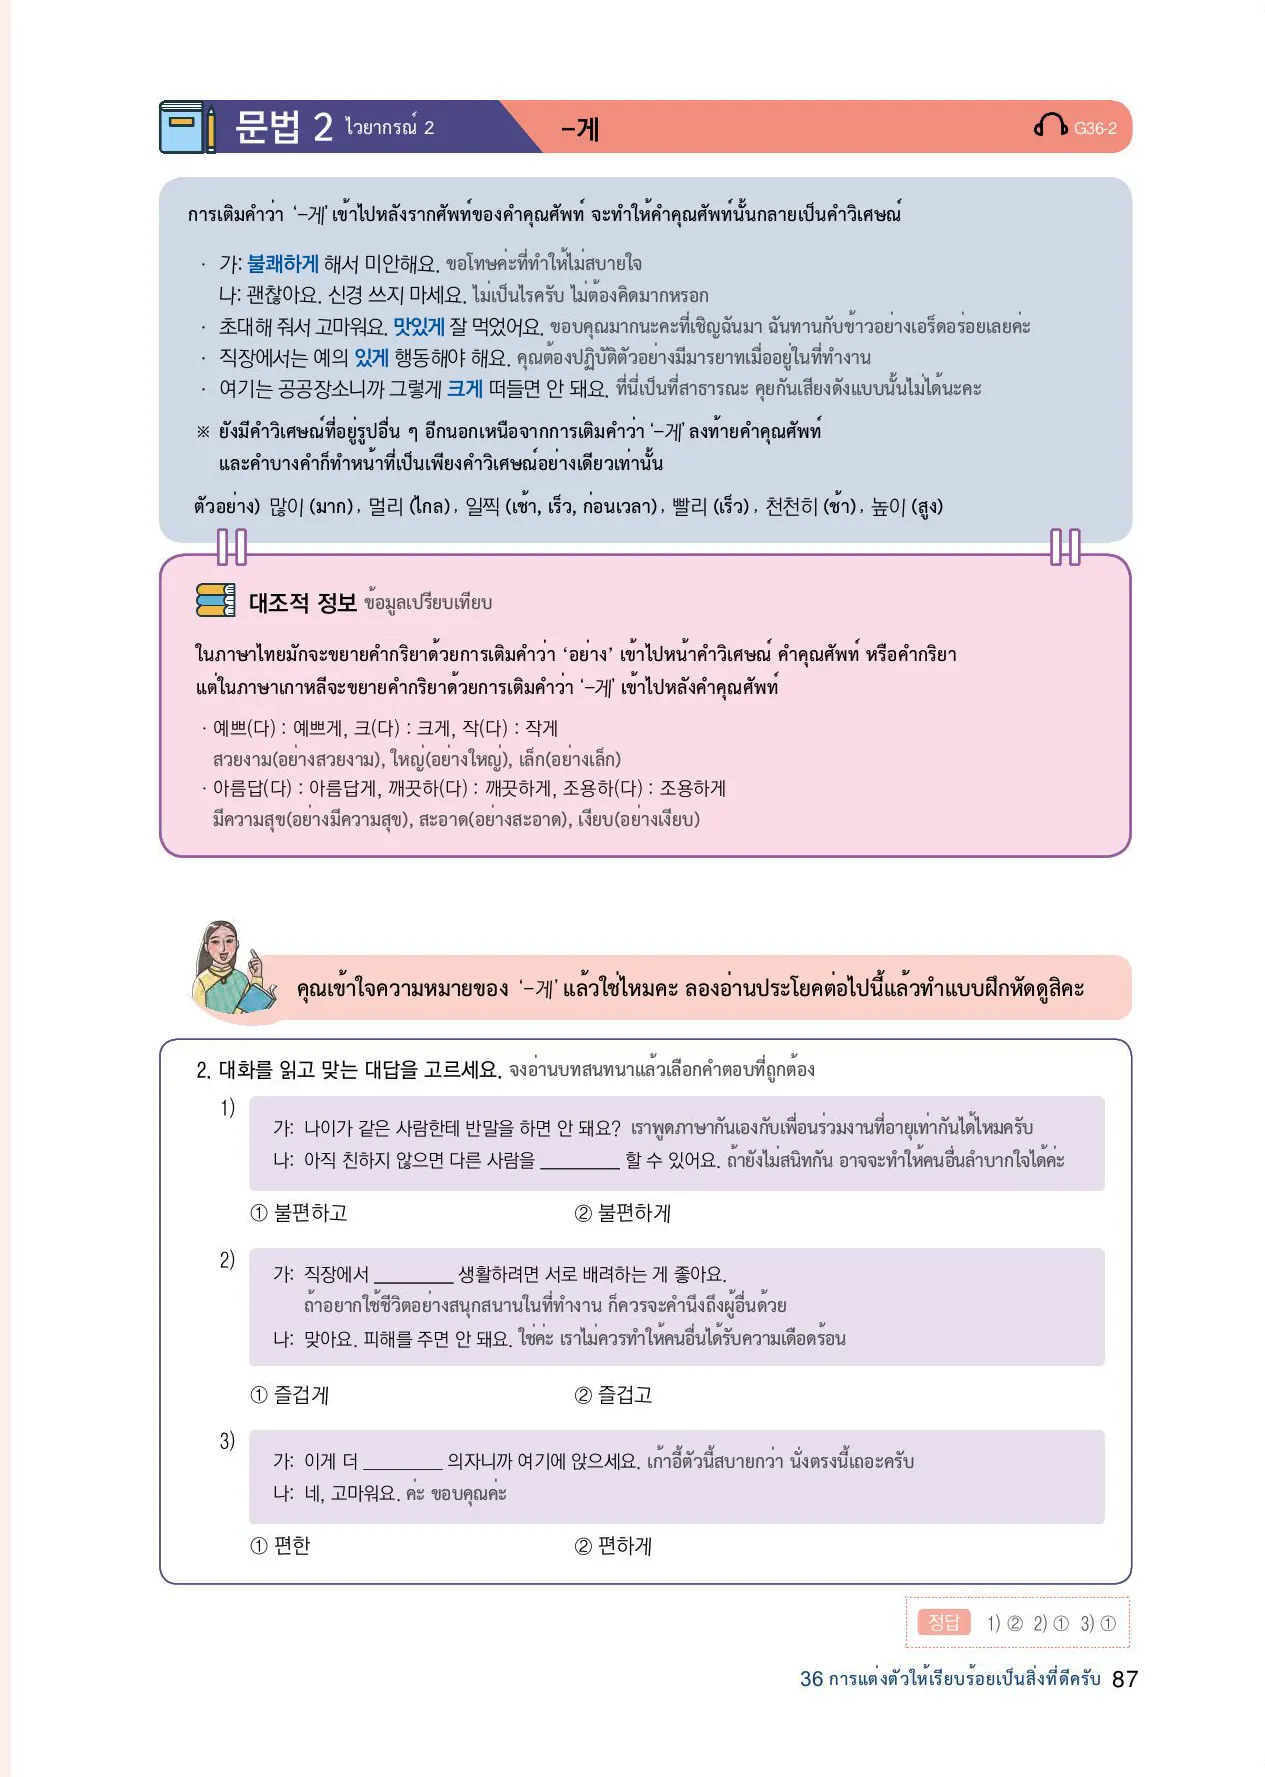 문법 2 ไวยากรณ์ 2 –게 G36-2
การเติมคำว่า ‘–게’ เข้าไปหลังรากศัพท์ของคำคุณศัพท์ จะทำให้คำคุณศัพท์นั้นกลายเป็นคำวิเศษณ์
· 가: 불쾌하게 해서 미안해요. ขอโทษค่ะที่ทำให้ไม่สบายใจ
나: 괜찮아요. 신경 쓰지 마세요. ไม่เป็นไรครับ ไม่ต้องคิดมากหรอก
· 초대해 줘서 고마워요. 맛있게 잘 먹었어요. ขอบคุณมากนะคะที่เชิญฉันมา ฉันทานกับข้าวอย่างเอร็ดอร่อยเลยค่ะ
· 직장에서는 예의 있게 행동해야 해요. คุณต้องปฏิบัติตัวอย่างมีมารยาทเมื่ออยู่ในที่ทำงาน
· 여기는 공공장소니까 그렇게 크게 떠들면 안 돼요. ที่นี่เป็นที่สาธารณะ คุยกันเสียงดังแบบนั้นไม่ได้นะคะ
※ ยังมีคำวิเศษณ์ที่อยู่รูปอื่น ๆ อีกนอกเหนือจากการเติมคำว่า ‘–게’ ลงท้ายคำคุณศัพท์
และคำบางคำก็ทำหน้าที่เป็นเพียงคำวิเศษณ์อย่างเดียวเท่านั้น
ตัวอย่าง) 많이 (มาก), 멀리 (ไกล), 일찍 (เช้า, เร็ว, ก่อนเวลา), 빨리 (เร็ว), 천천히 (ช้า), 높이 (สูง)
대조적 정보 ข้อมูลเปรียบเทียบ
ในภาษาไทยมักจะขยายคำกริยาด้วยการเติมคำว่า ‘อย่าง’ เข้าไปหน้าคำวิเศษณ์ คำคุณศัพท์ หรือคำกริยา
แต่ในภาษาเกาหลีจะขยายคำกริยาด้วยการเติมคำว่า ‘–게’ เข้าไปหลังคำคุณศัพท์
· 예쁘(다) : 예쁘게, 크(다) : 크게, 작(다) : 작게
สวยงาม(อย่างสวยงาม), ใหญ่(อย่างใหญ่), เล็ก(อย่างเล็ก)
· 아름답(다) : 아름답게, 깨끗하(다) : 깨끗하게, 조용하(다) : 조용하게
มีความสุข(อย่างมีความสุข), สะอาด(อย่างสะอาด), เงียบ(อย่างเงียบ)
คุณเข้าใจความหมายของ ‘–게’ แล้วใช่ไหมคะ ลองอ่านประโยคต่อไปนี้แล้วทำแบบฝึกหัดดูสิคะ
2. 대화를 읽고 맞는 대답을 고르세요. จงอ่านบทสนทนาแล้วเลือกคำตอบที่ถูกต้อง
1)
가: 나이가 같은 사람한테 반말을 하면 안 돼요? เราพูดภาษากันเองกับเพื่อนร่วมงานที่อายุเท่ากันได้ไหมครับ
나: 아직 친하지 않으면 다른 사람을 ________ 할 수 있어요. ถ้ายังไม่สนิทกัน อาจจะทำให้คนอื่นลำบากใจได้ค่ะ
① 불편하고 ② 불편하게
2)
가: 직장에서 ________ 생활하려면 서로 배려하는 게 좋아요.
ถ้าอยากใช้ชีวิตอย่างสนุกสนานในที่ทำงาน ก็ควรจะคำนึงถึงผู้อื่นด้วย
나: 맞아요. 피해를 주면 안 돼요. ใช่ค่ะ เราไม่ควรทำให้คนอื่นได้รับความเดือดร้อน
① 즐겁게 ② 즐겁고
3)
가: 이게 더 ________ 의자니까 여기에 앉으세요. เก้าอี้ตัวนี้สบายกว่า นั่งตรงนี้เถอะครับ
나: 네, 고마워요. ค่ะ ขอบคุณค่ะ
① 편한 ② 편하게
정답 1) ② 2) ① 3) ①
36 การแต่งตัวให้เรียบร้อยเป็นสิ่งที่ดีครับ 87